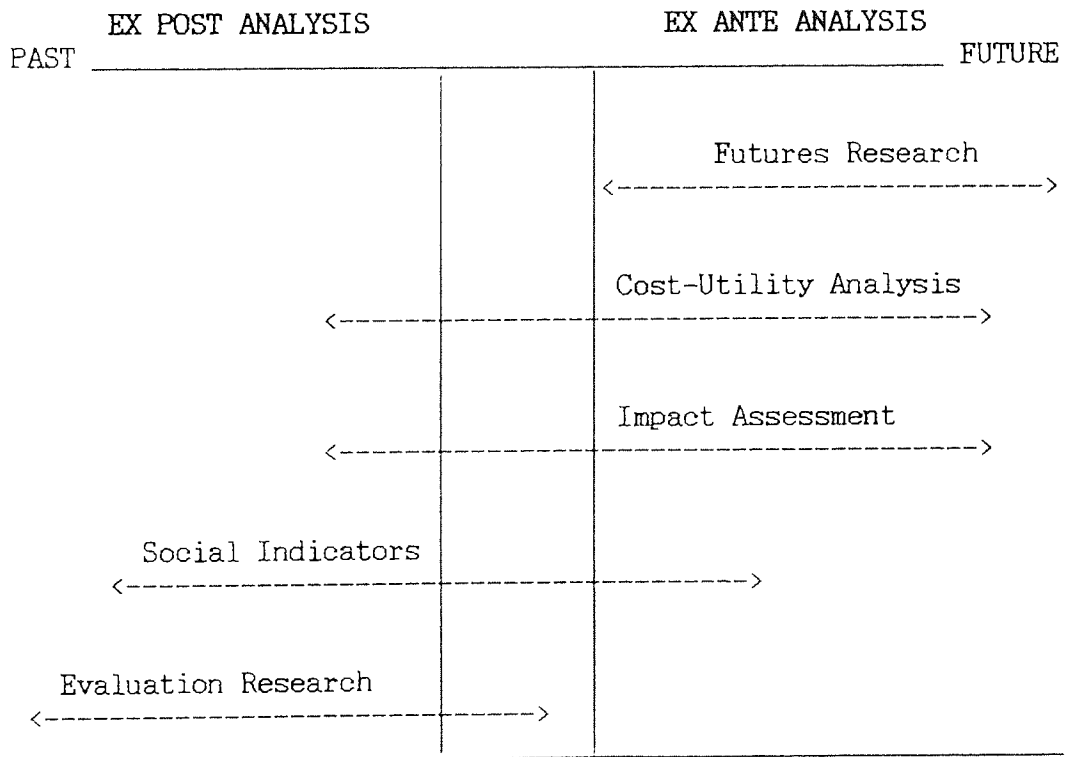 EX POST ANALYSIS EX ANTE ANALYSIS
PAST FUTURE
Futures Research
<----------------------------->
Cost-Utility Analysis
<-------------------------------------------->
Impact Assessment
<-------------------------------------------->
Social Indicators
<------------------------------------------->
Evaluation Research
<---------------------------------->